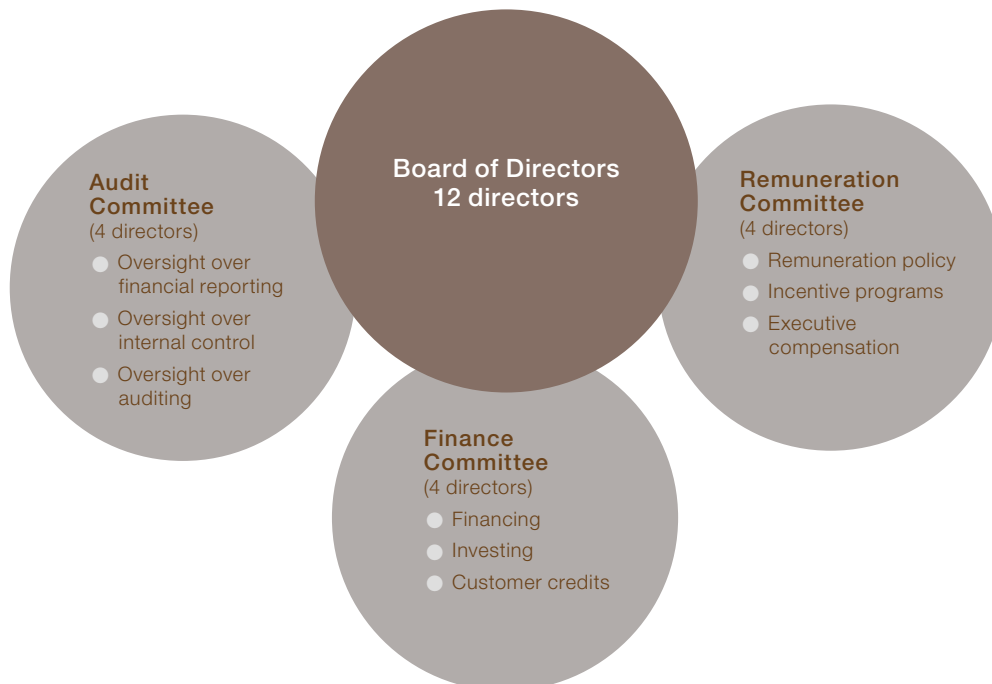 Board of Directors
12 directors
Audit
Committee
(4 directors)
Oversight over
financial reporting
Oversight over
internal control
Oversight over
auditing
Remuneration
Committee
(4 directors)
Remuneration policy
Incentive programs
Executive
compensation
Finance
Committee
(4 directors)
Financing
Investing
Customer credits